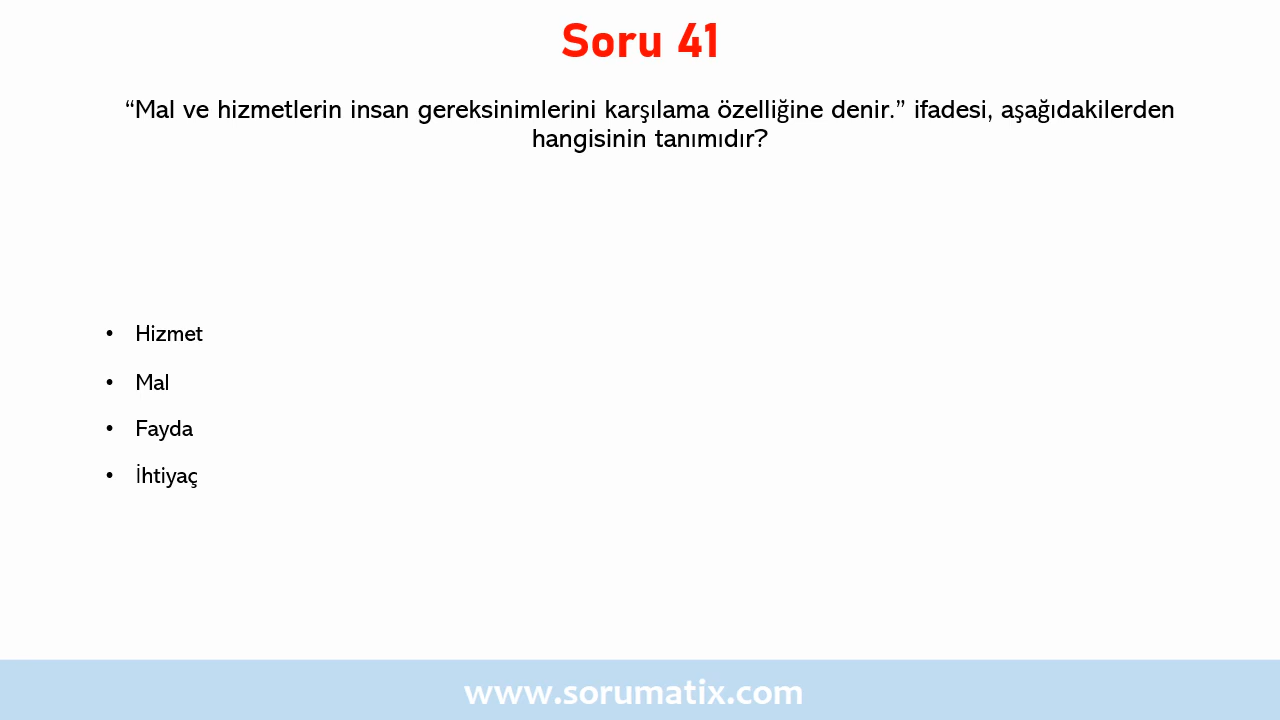 Soru 41
“Mal ve hizmetlerin insan gereksinimlerini karşılama özelliğine denir.” ifadesi, aşağıdakilerden
hangisinin tanımıdır?
• Hizmet
• Mal
• Fayda
• İhtiyaç
www.sorumatix.com